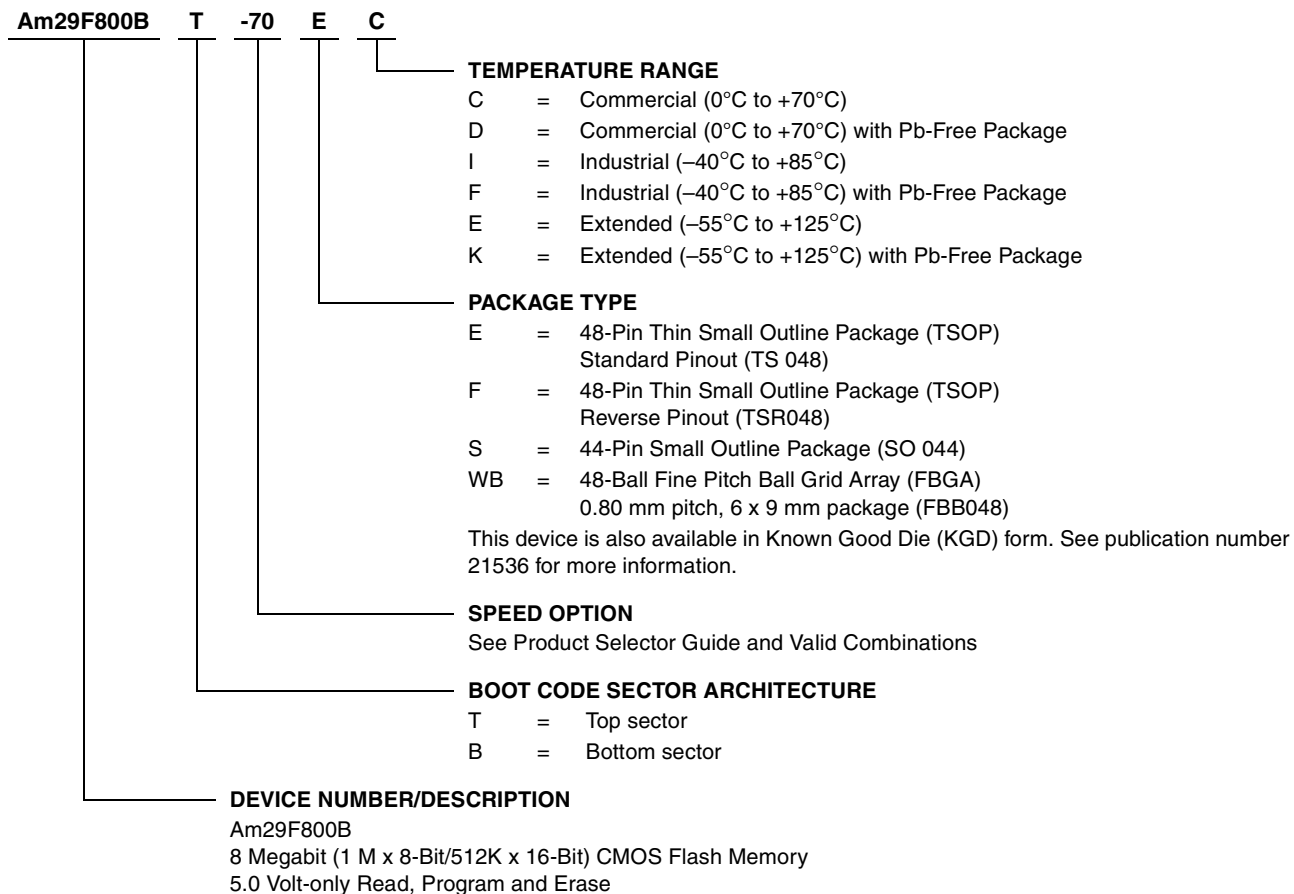 Am29F800B T -70 E C
TEMPERATURE RANGE
C = Commercial (0°C to +70°C)
D = Commercial (0°C to +70°C) with Pb-Free Package
I = Industrial (–40°C to +85°C)
F = Industrial (–40°C to +85°C) with Pb-Free Package
E = Extended (–55°C to +125°C)
K = Extended (–55°C to +125°C) with Pb-Free Package
PACKAGE TYPE
E = 48-Pin Thin Small Outline Package (TSOP)
Standard Pinout (TS 048)
F = 48-Pin Thin Small Outline Package (TSOP)
Reverse Pinout (TSR048)
S = 44-Pin Small Outline Package (SO 044)
WB = 48-Ball Fine Pitch Ball Grid Array (FBGA)
0.80 mm pitch, 6 x 9 mm package (FBB048)
This device is also available in Known Good Die (KGD) form. See publication number
21536 for more information.
SPEED OPTION
See Product Selector Guide and Valid Combinations
BOOT CODE SECTOR ARCHITECTURE
T = Top sector
B = Bottom sector
DEVICE NUMBER/DESCRIPTION
Am29F800B
8 Megabit (1 M x 8-Bit/512K x 16-Bit) CMOS Flash Memory
5.0 Volt-only Read, Program and Erase